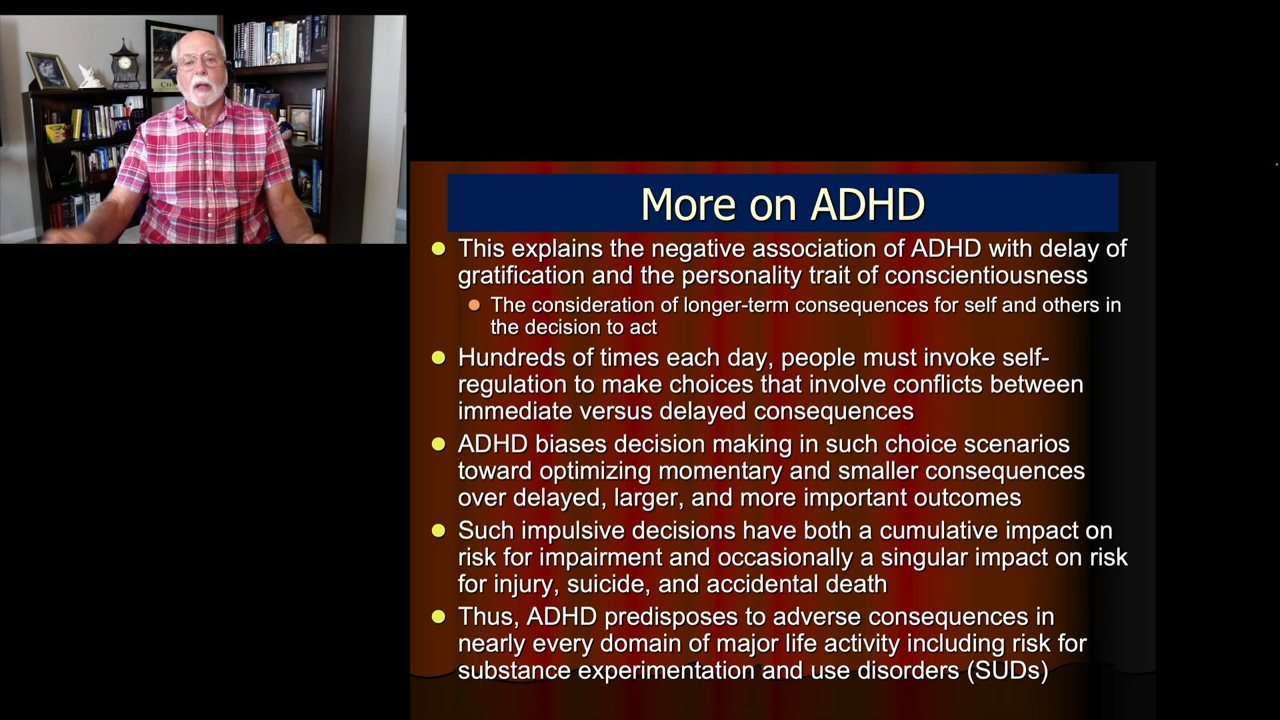 More on ADHD
This explains the negative association of ADHD with delay of
gratification and the personality trait of conscientiousness
The consideration of longer-term consequences for self and others in
the decision to act
Hundreds of times each day, people must invoke self-
regulation to make choices that involve conflicts between
immediate versus delayed consequences
ADHD biases decision making in such choice scenarios
toward optimizing momentary and smaller consequences
over delayed, larger, and more important outcomes
Such impulsive decisions have both a cumulative impact on
risk for impairment and occasionally a singular impact on risk
for injury, suicide, and accidental death
Thus, ADHD predisposes to adverse consequences in
nearly every domain of major life activity including risk for
substance experimentation and use disorders (SUDs)